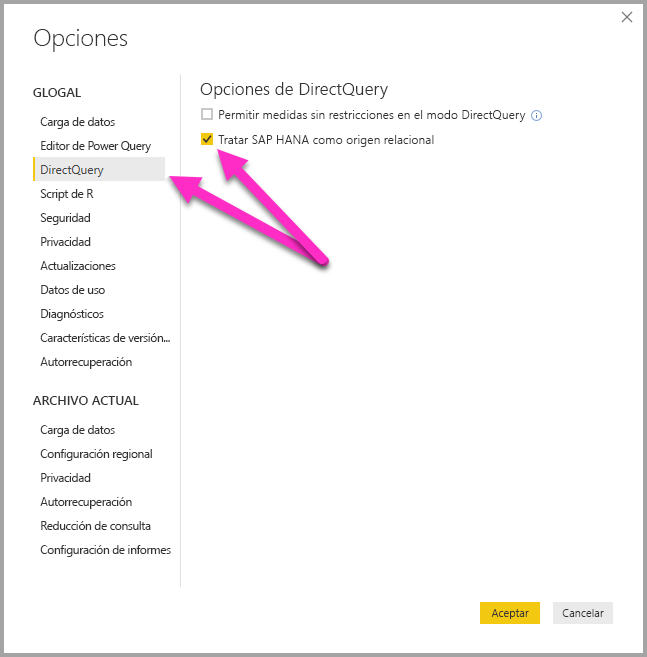 Opciones
GLOGAL
Carga de datos
Editor de Power Query
DirectQuery
Script de R
Seguridad
Privacidad
Actualizaciones
Datos de uso
Diagnósticos
Características de versión...
Autorrecuperación
ARCHIVO ACTUAL
Carga de datos
Configuración regional
Privacidad
Autorrecuperación
Reducción de consulta
Configuración de informes
Opciones de DirectQuery
Permitir medidas sin restricciones en el modo DirectQuery
Tratar SAP HANA como origen relacional
Aceptar
Cancelar